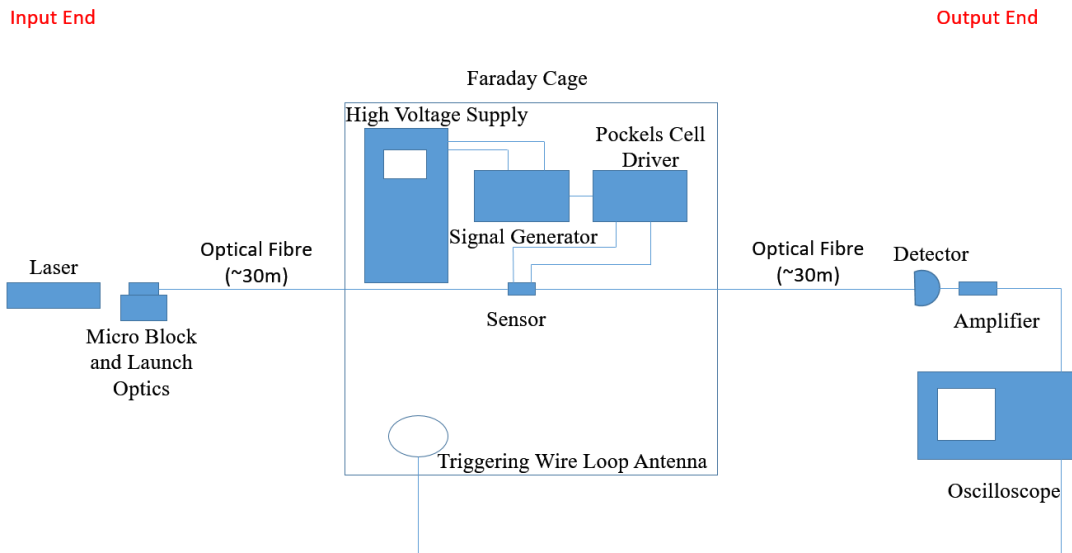 Input End
Output End
Faraday Cage
High Voltage Supply
Pockels Cell
Driver
Signal Generator
Optical Fibre
(~30m)
Optical Fibre
(~30m)
Laser
Detector
Sensor
Micro Block
and Launch
Optics
Amplifier
Triggering Wire Loop Antenna
Oscilloscope